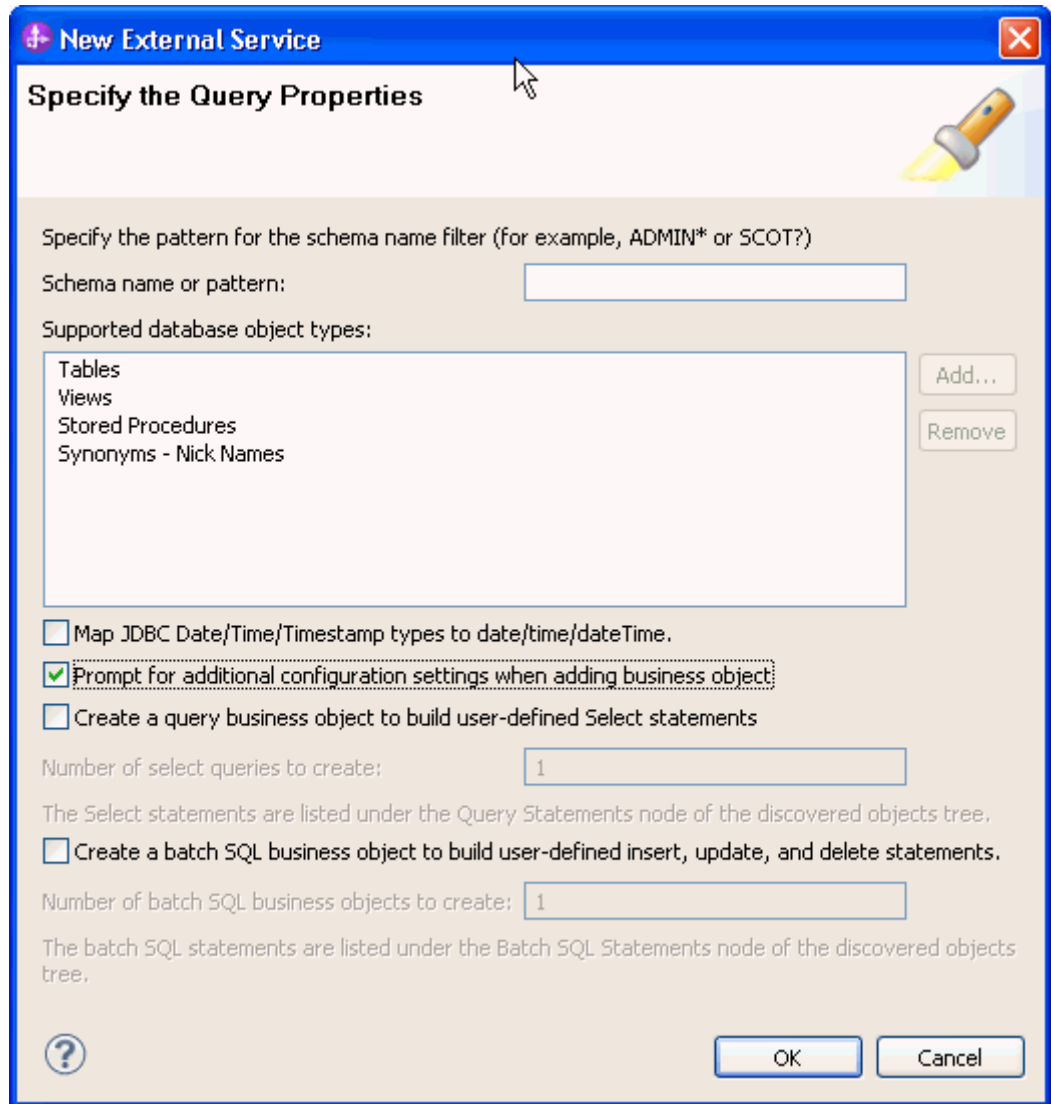 New External Service
Specify the Query Properties
Specify the pattern for the schema name filter (for example, ADMIN* or SCOT?)
Schema name or pattern:
Supported database object types:
Tables
Views
Stored Procedures
Synonyms - Nick Names
Add...
Remove
Map JDBC Date/Time/Timestamp types to date/time/dateTime.
Prompt for additional configuration settings when adding business object
Create a query business object to build user-defined Select statements
Number of select queries to create: 1
The Select statements are listed under the Query Statements node of the discovered objects tree.
Create a batch SQL business object to build user-defined insert, update, and delete statements.
Number of batch SQL business objects to create: 1
The batch SQL statements are listed under the Batch SQL Statements node of the discovered objects
tree.
?
OK Cancel